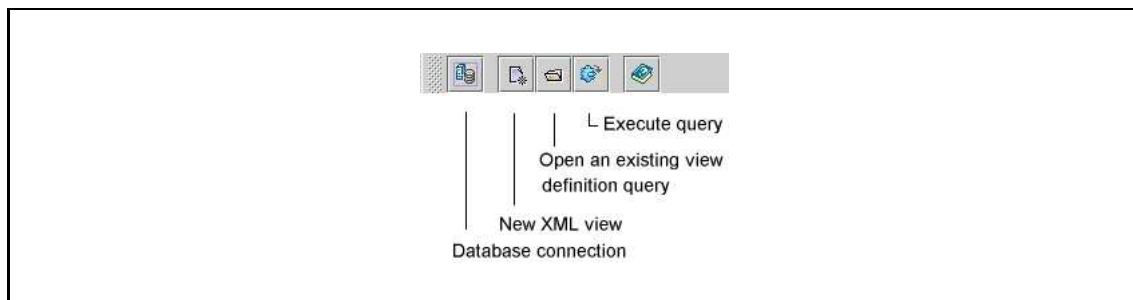 Execute query
Open an existing view
definition query
New XML view
Database connection